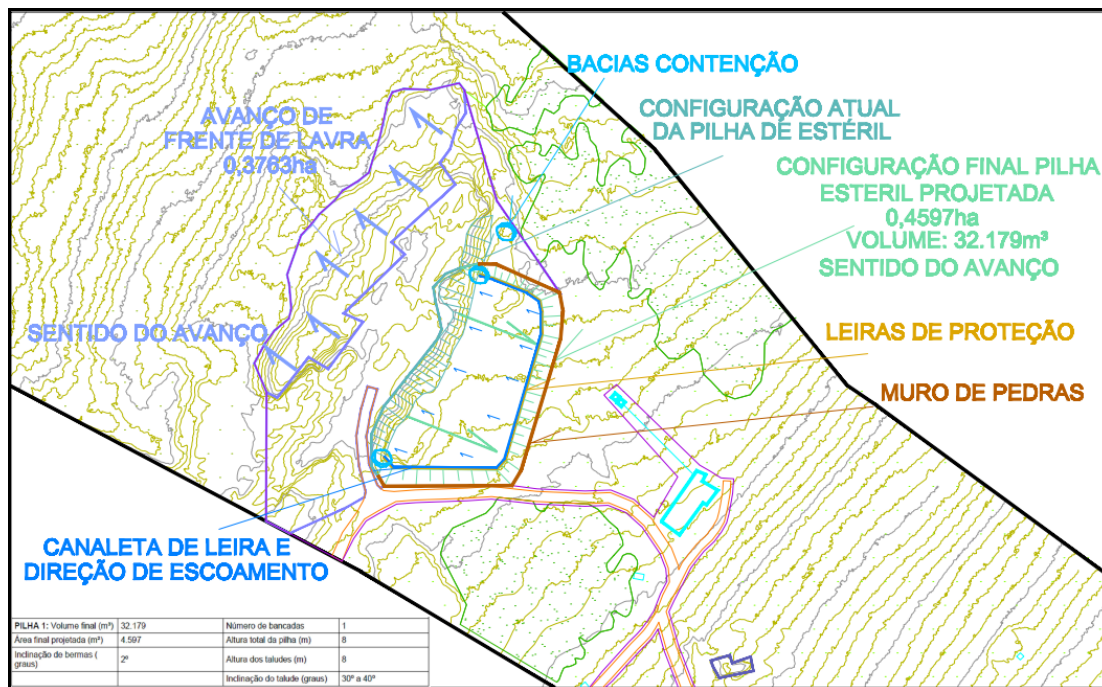 BACIAS CONTENÇÃO
CONFIGURAÇÃO ATUAL
DA PILHA DE ESTÉRIL
AVANÇO DE
FRENTE DE LAVRA
0,3763ha
CONFIGURAÇÃO FINAL PILHA
ESTERIL PROJETADA
0,4597ha
VOLUME: 32.179m³
SENTIDO DO AVANÇO
SENTIDO DO AVANÇO
LEIRAS DE PROTEÇÃO
MURO DE PEDRAS
CANALETA DE LEIRA E
DIREÇÃO DE ESCOAMENTO
PILHA 1: Volume final (m³) 32.179 Número de bancadas 1
Área final projetada (m²) 4.597 Altura total da pilha (m) 8
Inclinação de bermas (
graus) 2º Altura dos taludes (m) 8
Inclinação do talude (graus) 30º a 40º